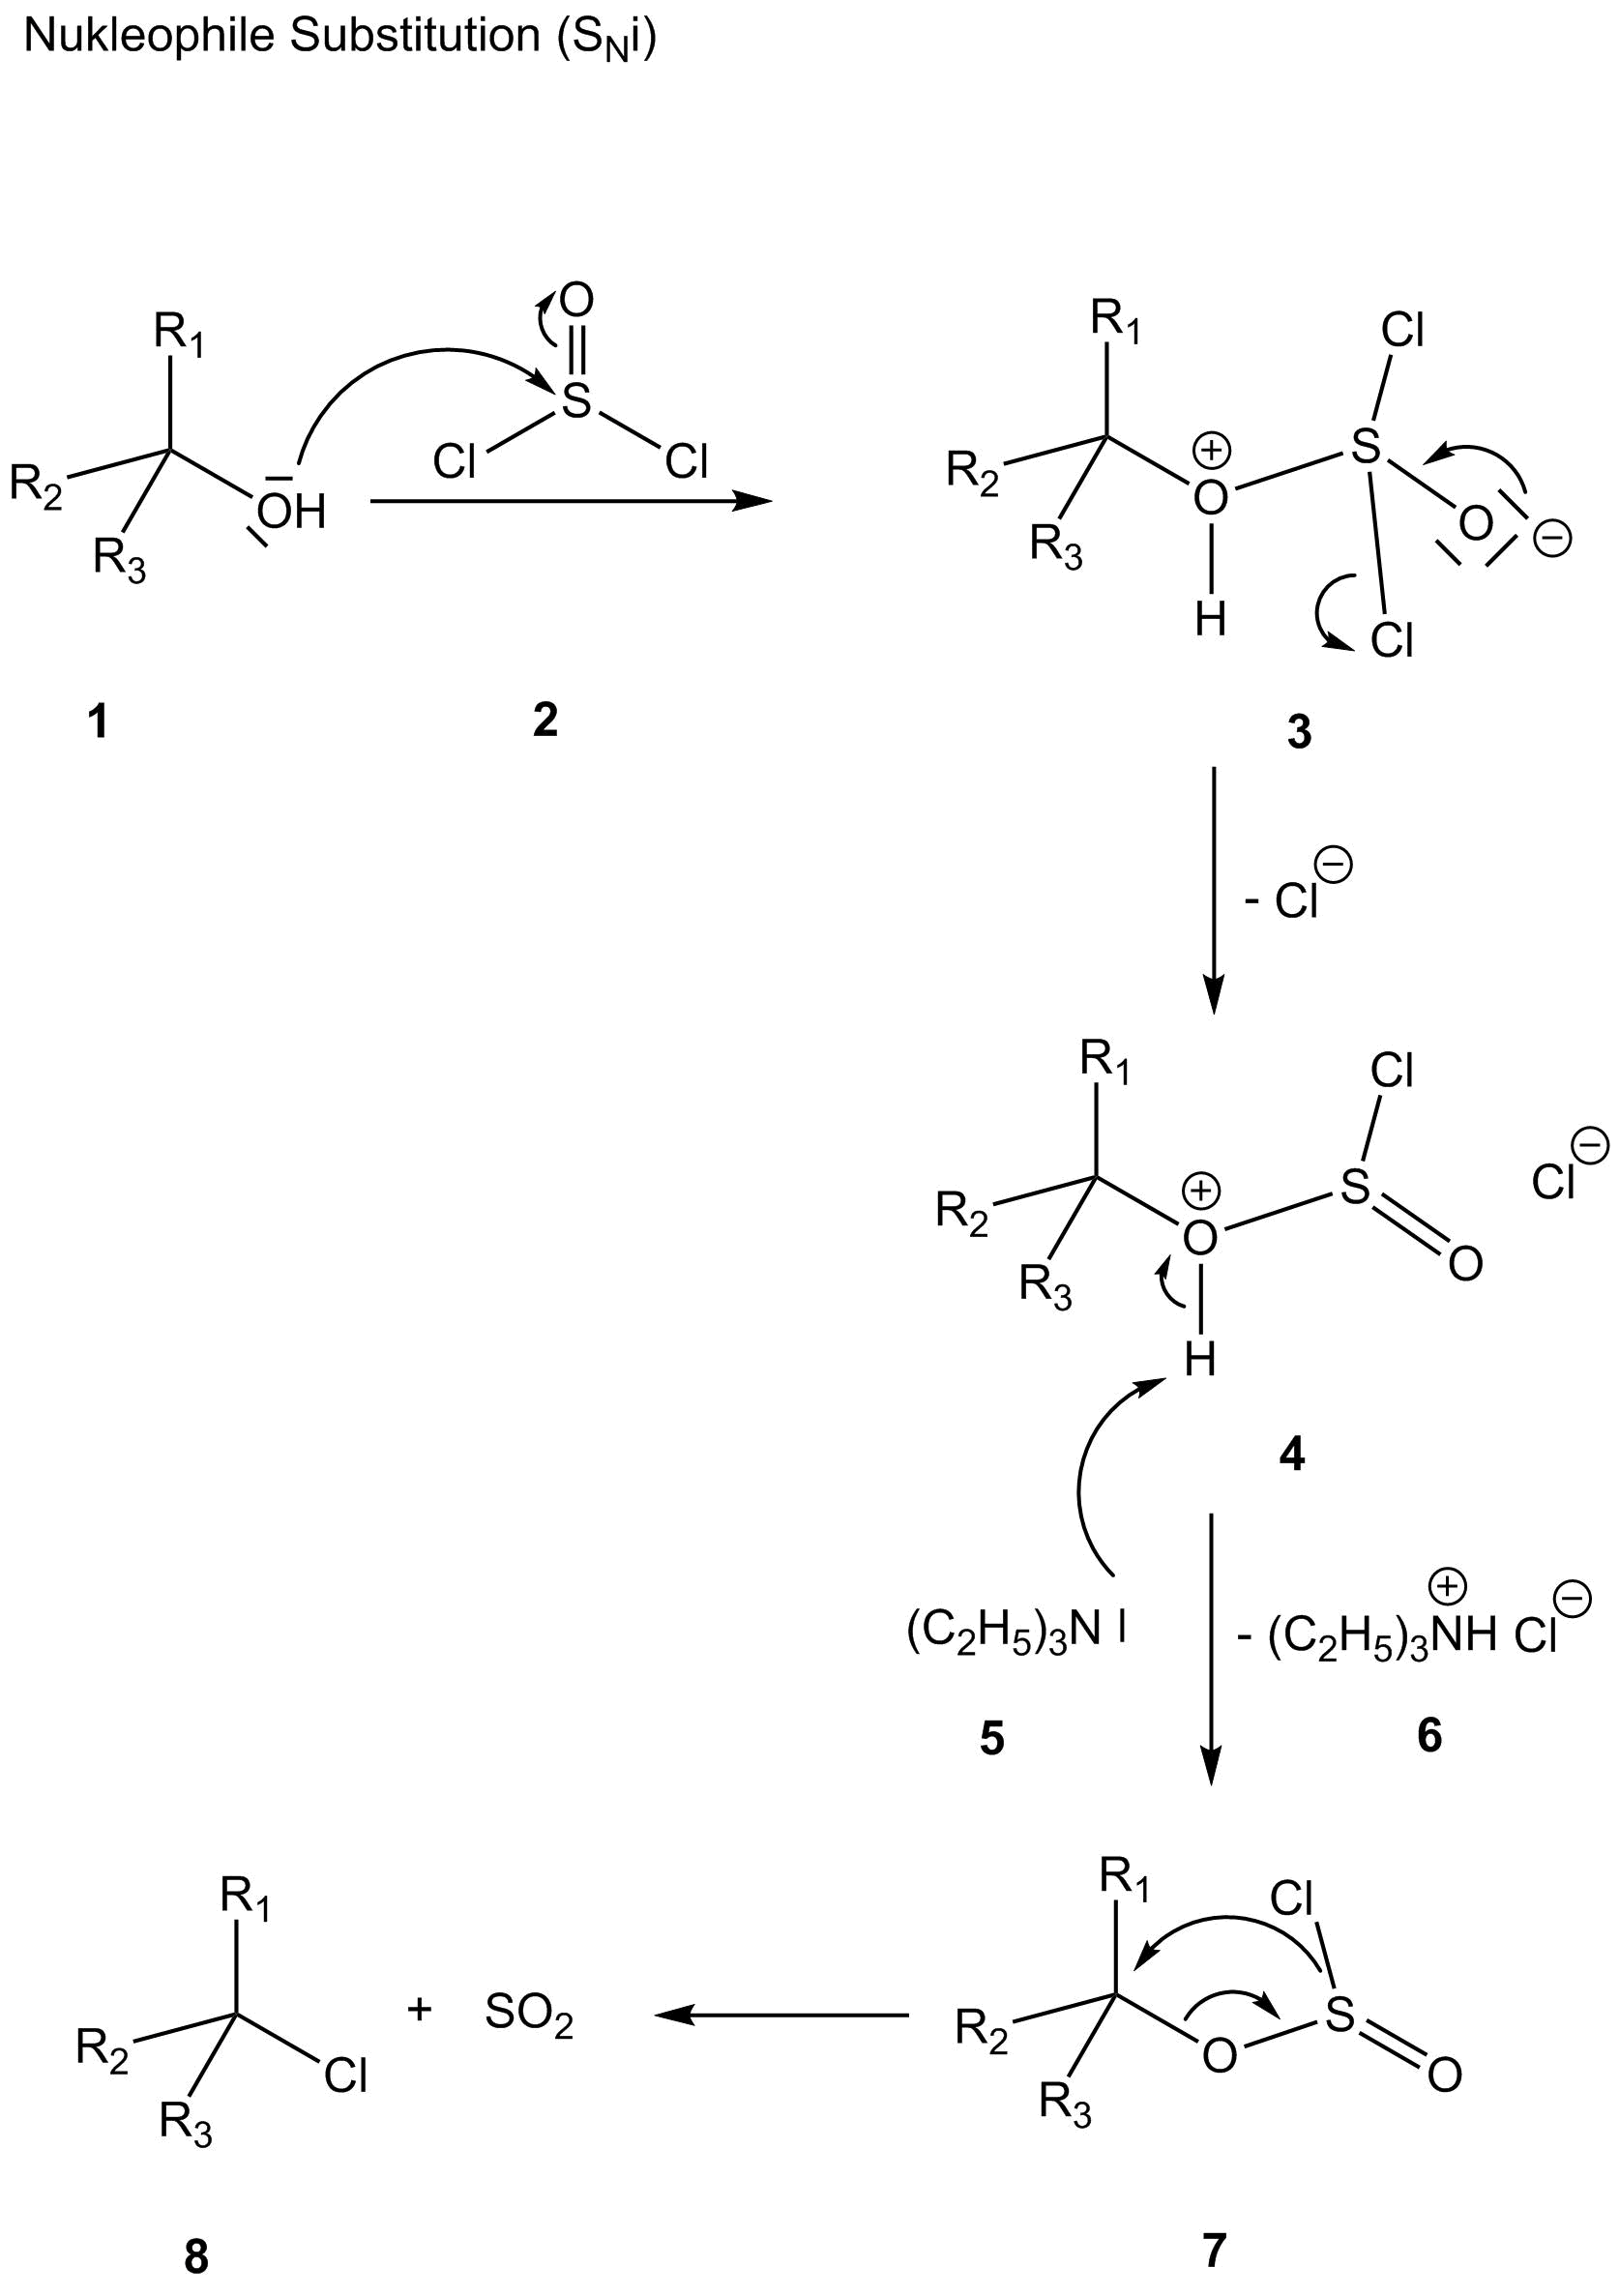 Nukleophile Substitution (SNi)
R1
R2
R3
OH
O
S
Cl
Cl
1
2
R1
R2
R3
O
H
S
Cl
O
Cl
3
- Cl
R1
R2
R3
O
H
S
Cl
O
Cl
4
(C2H5)3N
5
- (C2H5)3NH Cl
6
R1
R2
R3
O
S
Cl
O
7
R1
R2
R3
Cl
+ SO2
8